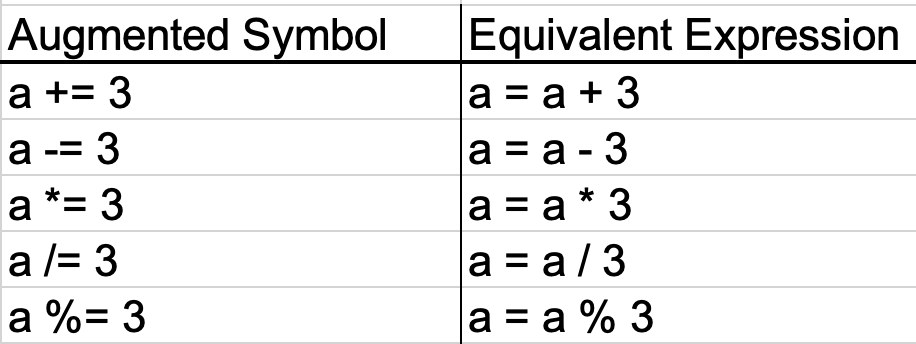 Augmented Symbol Equivalent Expression
a += 3 a = a + 3
a -= 3 a = a - 3
a *= 3 a = a * 3
a /= 3 a = a / 3
a %= 3 a = a % 3